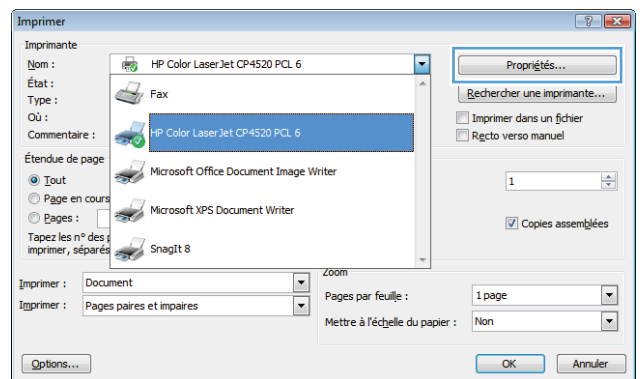 Imprimer
Imprimante
Nom : HP Color LaserJet CP4520 PCL 6 Propriétés...
État :
Type :
Où :
Commentaire :
Fax
HP Color LaserJet CP4520 PCL 6
Microsoft Office Document Image Writer
Microsoft XPS Document Writer
SnagIt 8
Rechercher une imprimante...
Imprimer dans un fichier
Recto verso manuel
Étendue de page
Tout
Page en cours
Pages :
Tapez les n° des
imprimer, séparés
1
Copies assemblées
Imprimer : Document
Imprimer : Pages paires et impaires
Zoom
Pages par feuille : 1 page
Mettre à l'échelle du papier : Non
Options... OK Annuler